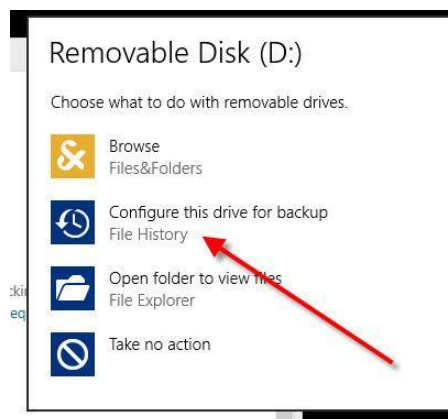 Removable Disk (D:)
Choose what to do with removable drives.
Browse
Files&Folders
Configure this drive for backup
File History
Open folder to view files
File Explorer
Take no action